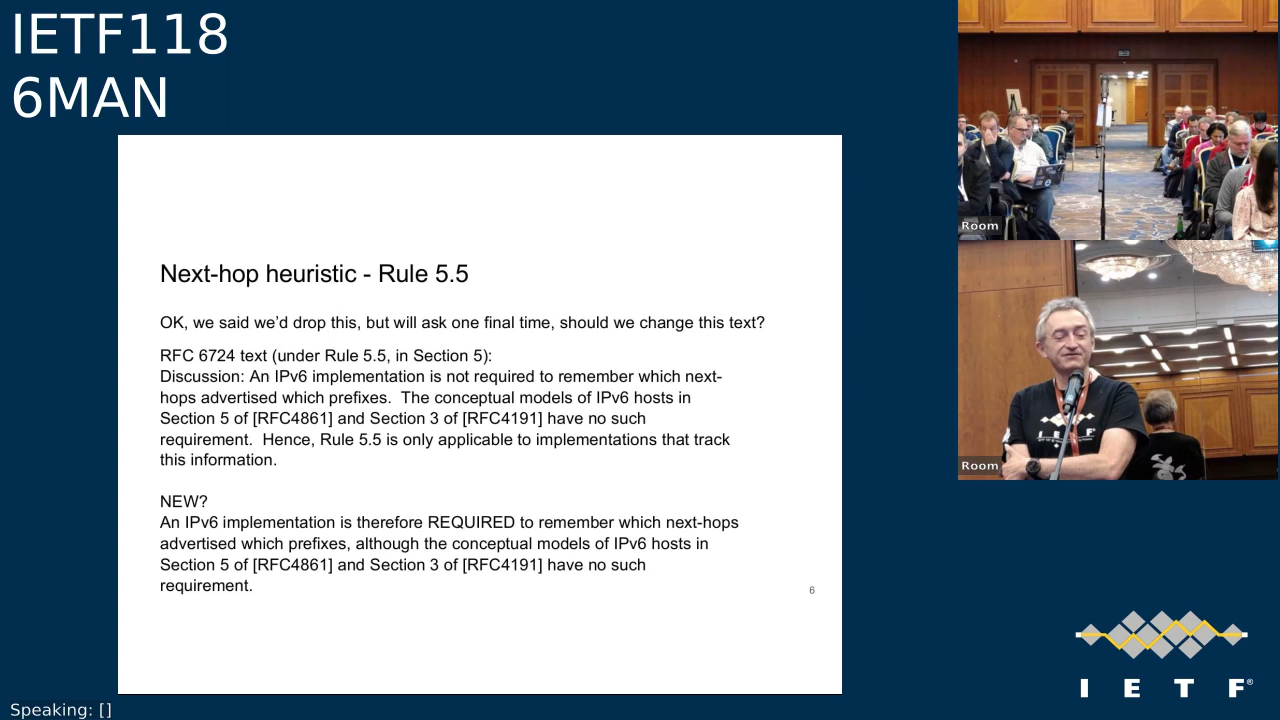 IETF118
6MAN
Next-hop heuristic - Rule 5.5
OK, we said we'd drop this, but will ask one final time, should we change this text?
RFC 6724 text (under Rule 5.5, in Section 5):
Discussion: An IPv6 implementation is not required to remember which next-
hops advertised which prefixes.  The conceptual models of IPv6 hosts in
Section 5 of [RFC4861] and Section 3 of [RFC4191] have no such
requirement.  Hence, Rule 5.5 is only applicable to implementations that track
this information.
NEW?
An IPv6 implementation is therefore REQUIRED to remember which next-hops
advertised which prefixes, although the conceptual models of IPv6 hosts in
Section 5 of [RFC4861] and Section 3 of [RFC4191] have no such
requirement.
6
Room
I E T F
Room
I E T F®
Speaking: []